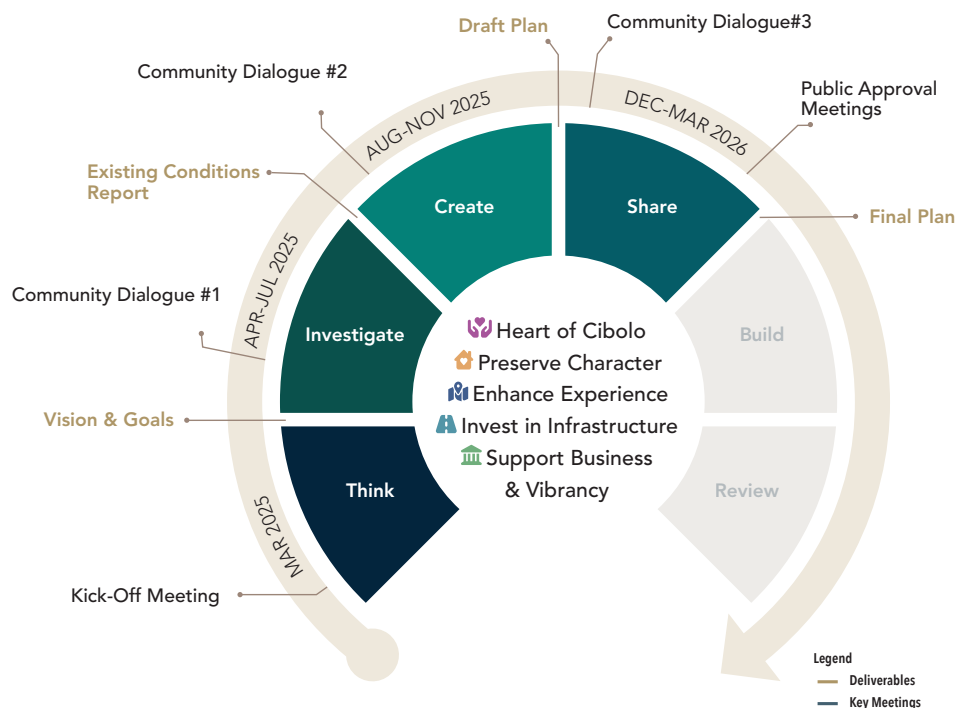 Draft Plan
Community Dialogue#3
Community Dialogue #2
AUG-NOV 2025
DEC-MAR 2026
Public Approval
Meetings
Existing Conditions
Report
Create
Share
Final Plan
APR-JUL 2025
Community Dialogue #1
Investigate
Build
Heart of Cibolo
Preserve Character
Enhance Experience
Invest in Infrastructure
Support Business
& Vibrancy
Vision & Goals
Think
Review
MAR 2025
Kick-Off Meeting
Legend
Deliverables
Key Meetings